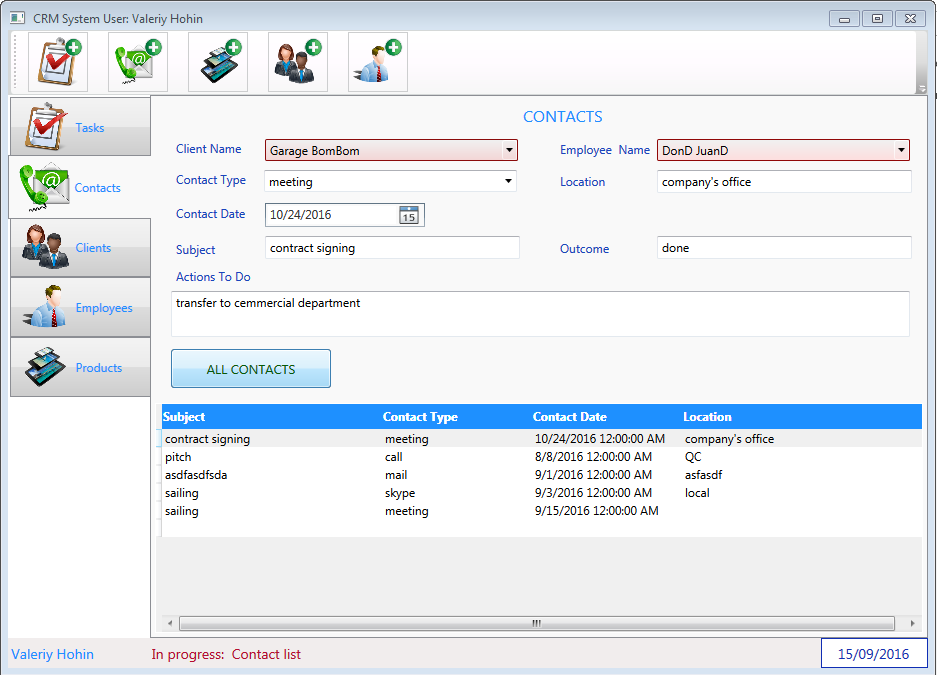 CRM System User: Valeriy Hohin
Tasks
Contacts
Clients
Employees
Products
CONTACTS
Client Name Garage BomBom Employee Name DonD JuanD
Contact Type meeting Location company's office
Contact Date 10/24/2016 15
Subject contract signing Outcome done
Actions To Do
transfer to cemmercial department
ALL CONTACTS
Subject Contact Type Contact Date Location
contract signing meeting 10/24/2016 12:00:00 AM company's office
pitch call 8/8/2016 12:00:00 AM QC
asdfasdfsda mail 9/1/2016 12:00:00 AM asfasdf
sailing skype 9/3/2016 12:00:00 AM local
sailing meeting 9/15/2016 12:00:00 AM
Valeriy Hohin In progress: Contact list 15/09/2016